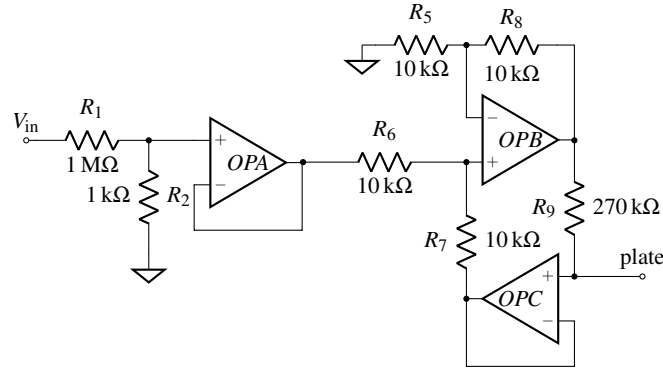 R5
10 kΩ
R8
10 kΩ
Vin
R1
1 MΩ
1 kΩ
R2
+
OPA
−
R6
10 kΩ
−
OPB
+
R7
10 kΩ
R9
270 kΩ
plate
+
OPC
−